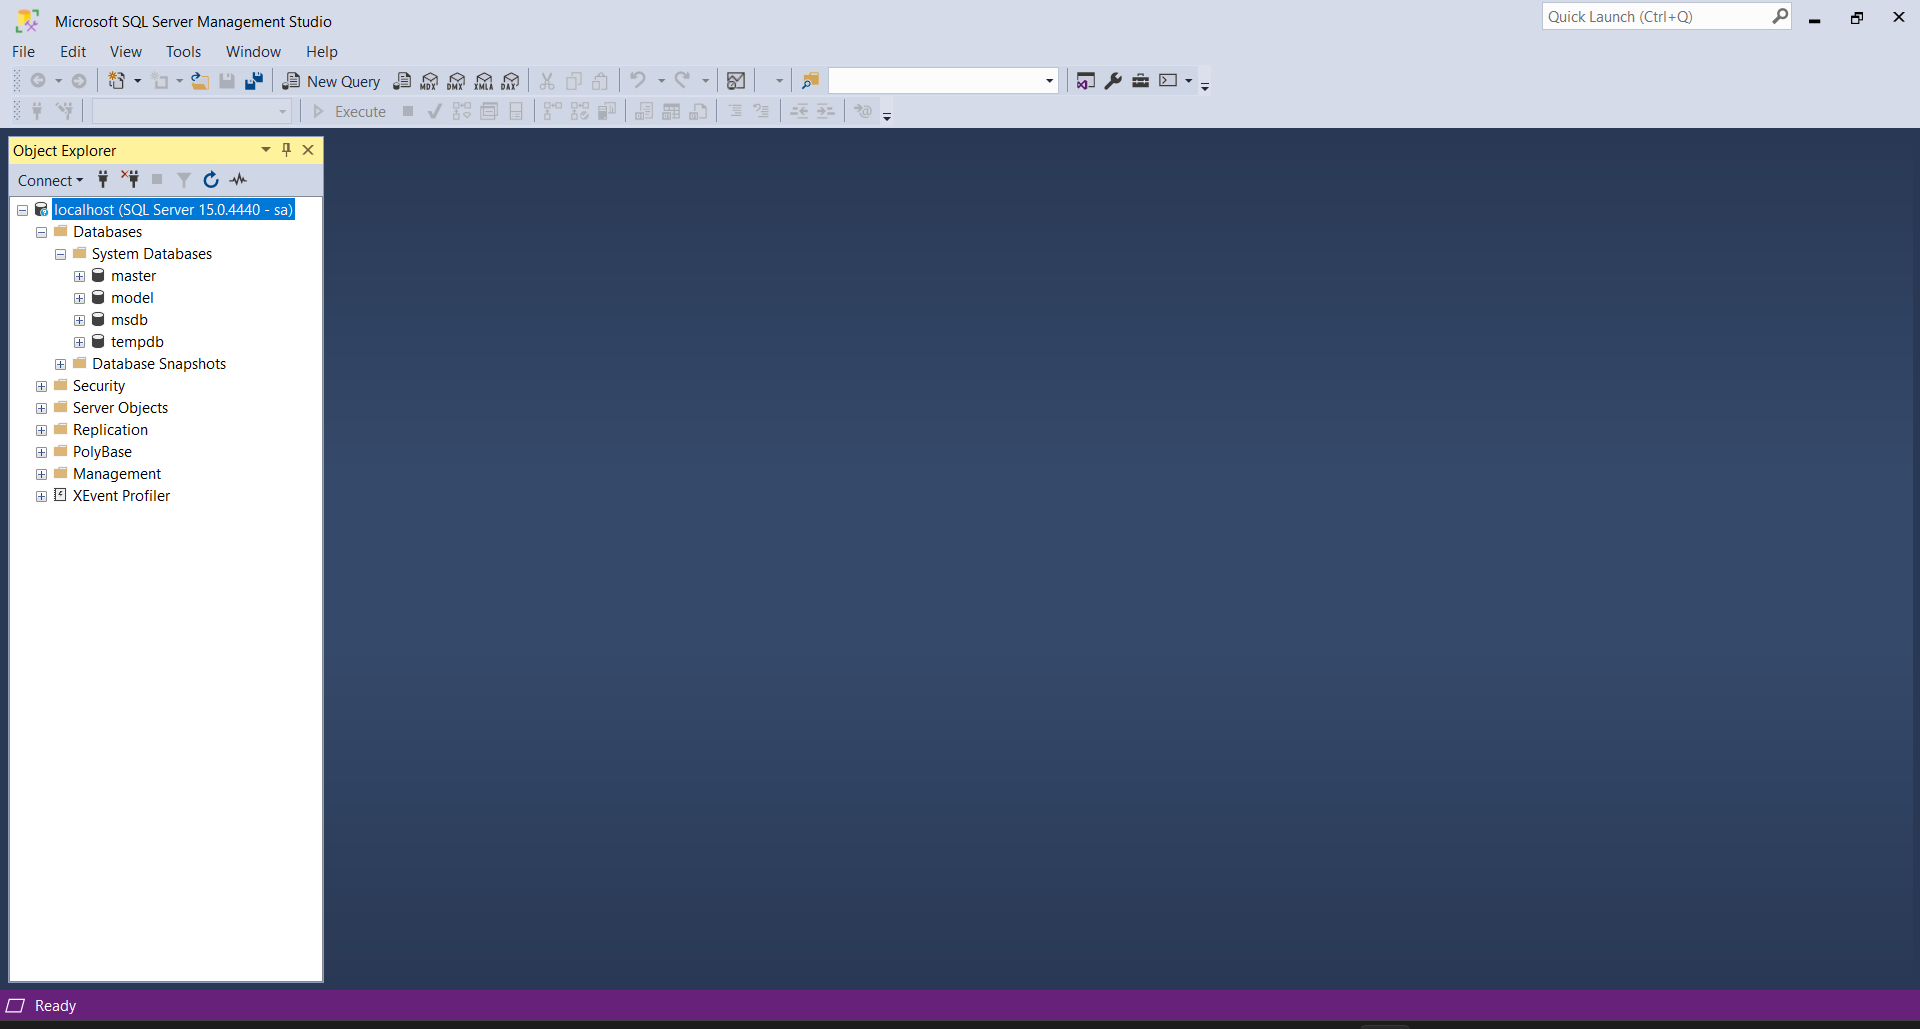 Microsoft SQL Server Management Studio
Quick Launch (Ctrl+Q)
File Edit View Tools Window Help
New Query MDX DMX XMLA DAX
Execute
Object Explorer
Connect
localhost (SQL Server 15.0.4440 - sa)
Databases
System Databases
master
model
msdb
tempdb
Database Snapshots
Security
Server Objects
Replication
PolyBase
Management
XEvent Profiler
Ready